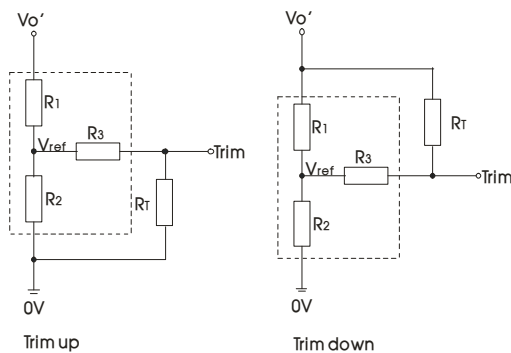 Vo'
R1
Vref
R3
Trim
R2
RT
0V
Trim up
Vo'
R1
RT
Vref
R3
Trim
R2
0V
Trim down